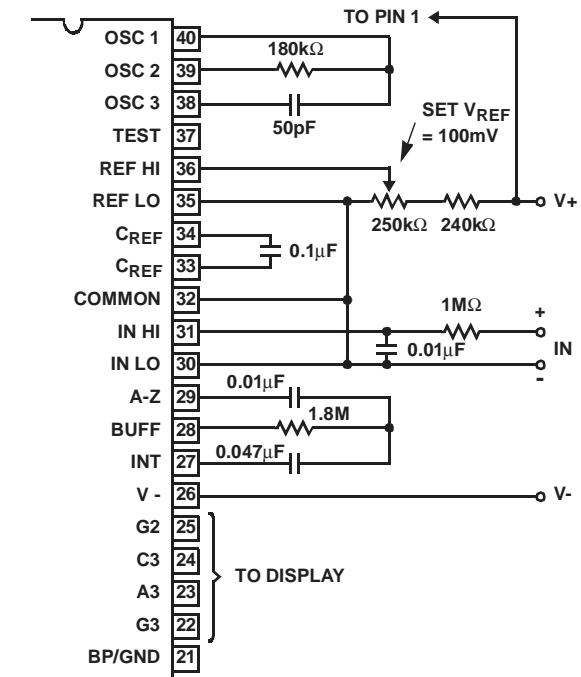 TO PIN 1
OSC 1 40
180kΩ
OSC 2 39
OSC 3 38
50pF
SET VREF
= 100mV
TEST 37
REF HI 36
REF LO 35
V+
250kΩ 240kΩ
CREF 34
0.1μF
CREF 33
COMMON 32
1MΩ
+
IN HI 31
0.01μF
IN
IN LO 30
-
0.01μF
A-Z 29
1.8M
BUFF 28
0.047μF
INT 27
V - 26
V-
G2 25
C3 24
TO DISPLAY
A3 23
G3 22
BP/GND 21